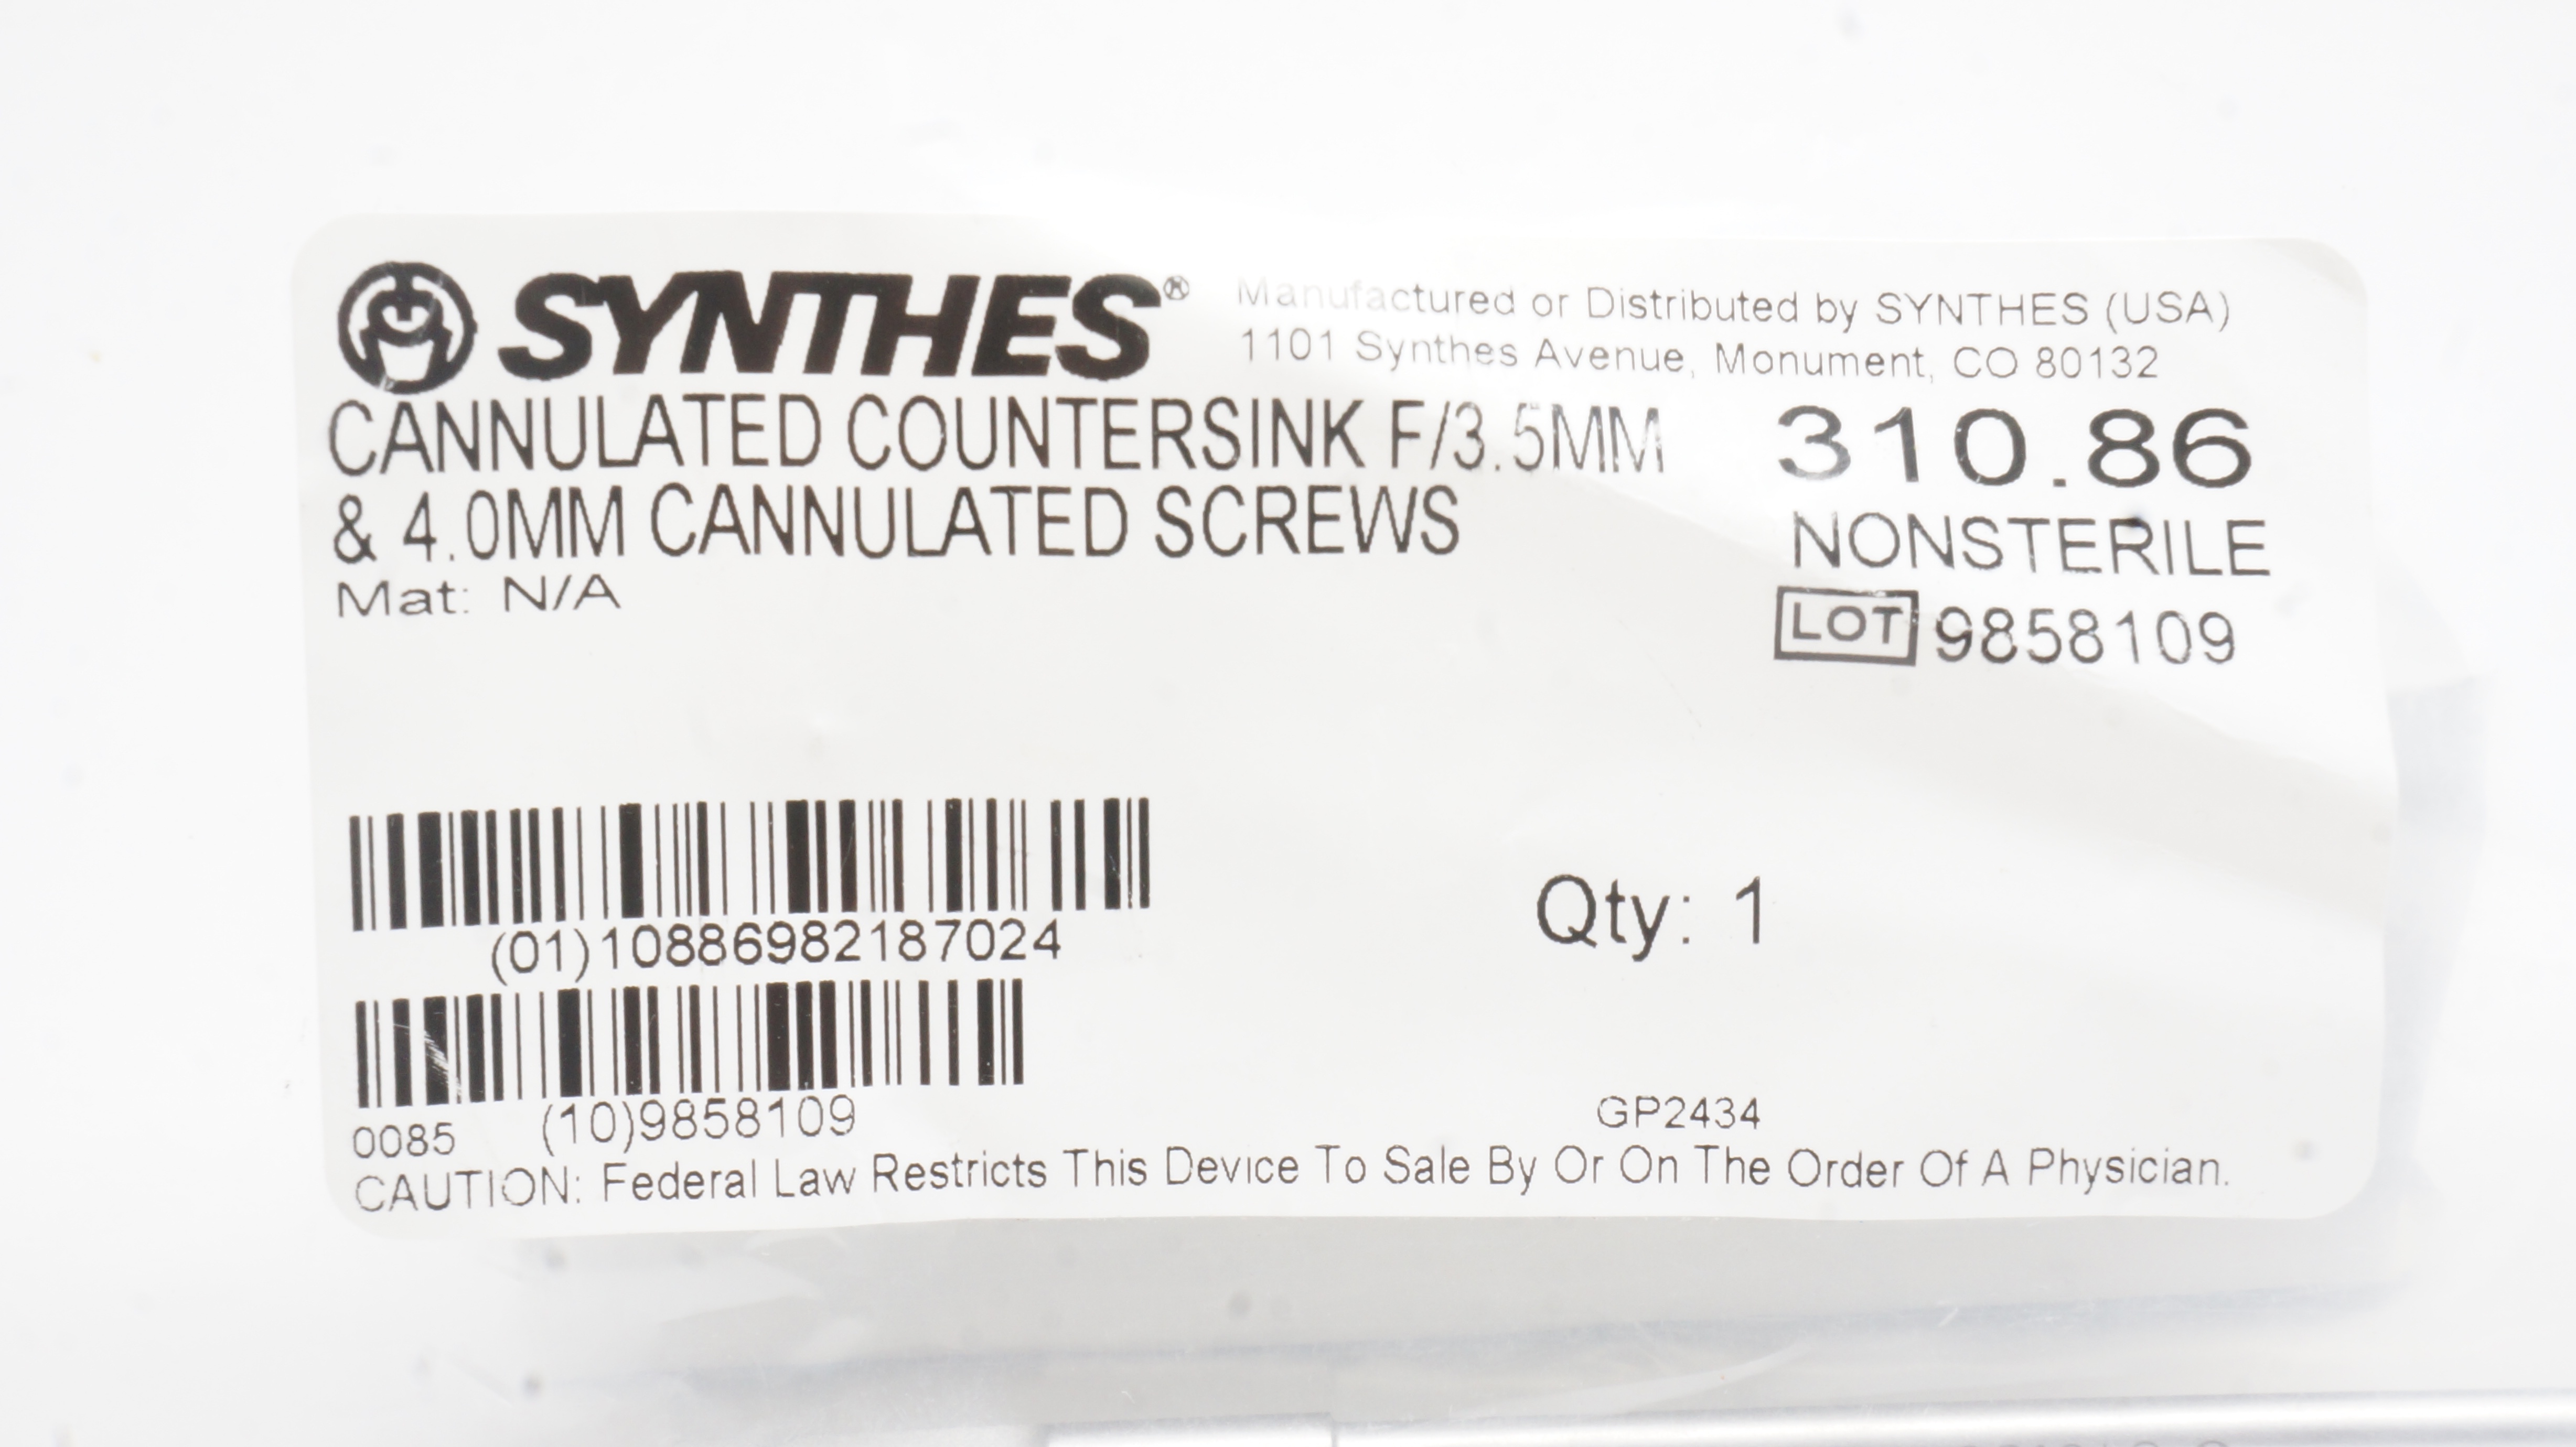 SYNTHES®
Manufactured or Distributed by SYNTHES (USA)
1101 Synthes Avenue, Monument, CO 80132
CANNULATED COUNTERSINK F/3.5MM
& 4.0MM CANNULATED SCREWS
Mat: N/A
310.86
NONSTERILE
LOT 9858109
(01)10886982187024
Qty: 1
(10)9858109
0085
GP2434
CAUTION: Federal Law Restricts This Device To Sale By Or On The Order Of A Physician.